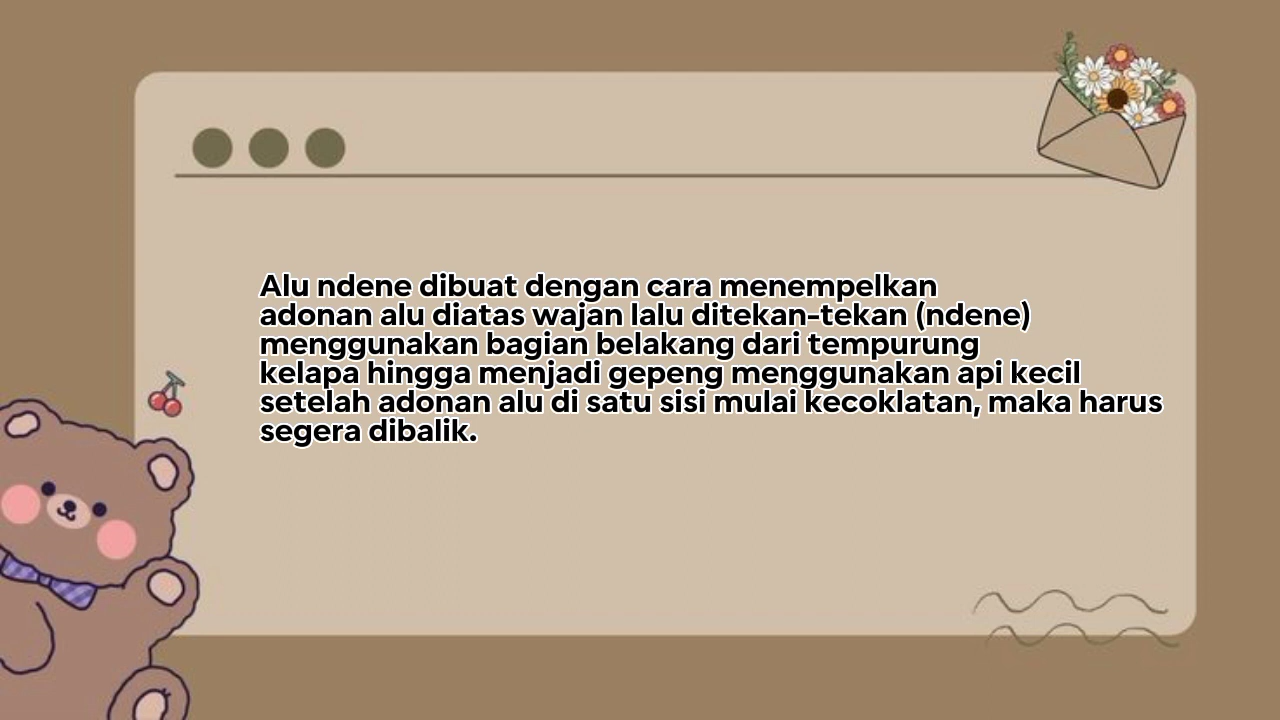 Alu ndene dibuat dengan cara menempelkan
adonan alu diatas wajan lalu ditekan-tekan (ndene)
menggunakan bagian belakang dari tempurung
kelapa hingga menjadi gepeng menggunakan api kecil
setelah adonan alu di satu sisi mulai kecoklatan, maka harus
segera dibalik.